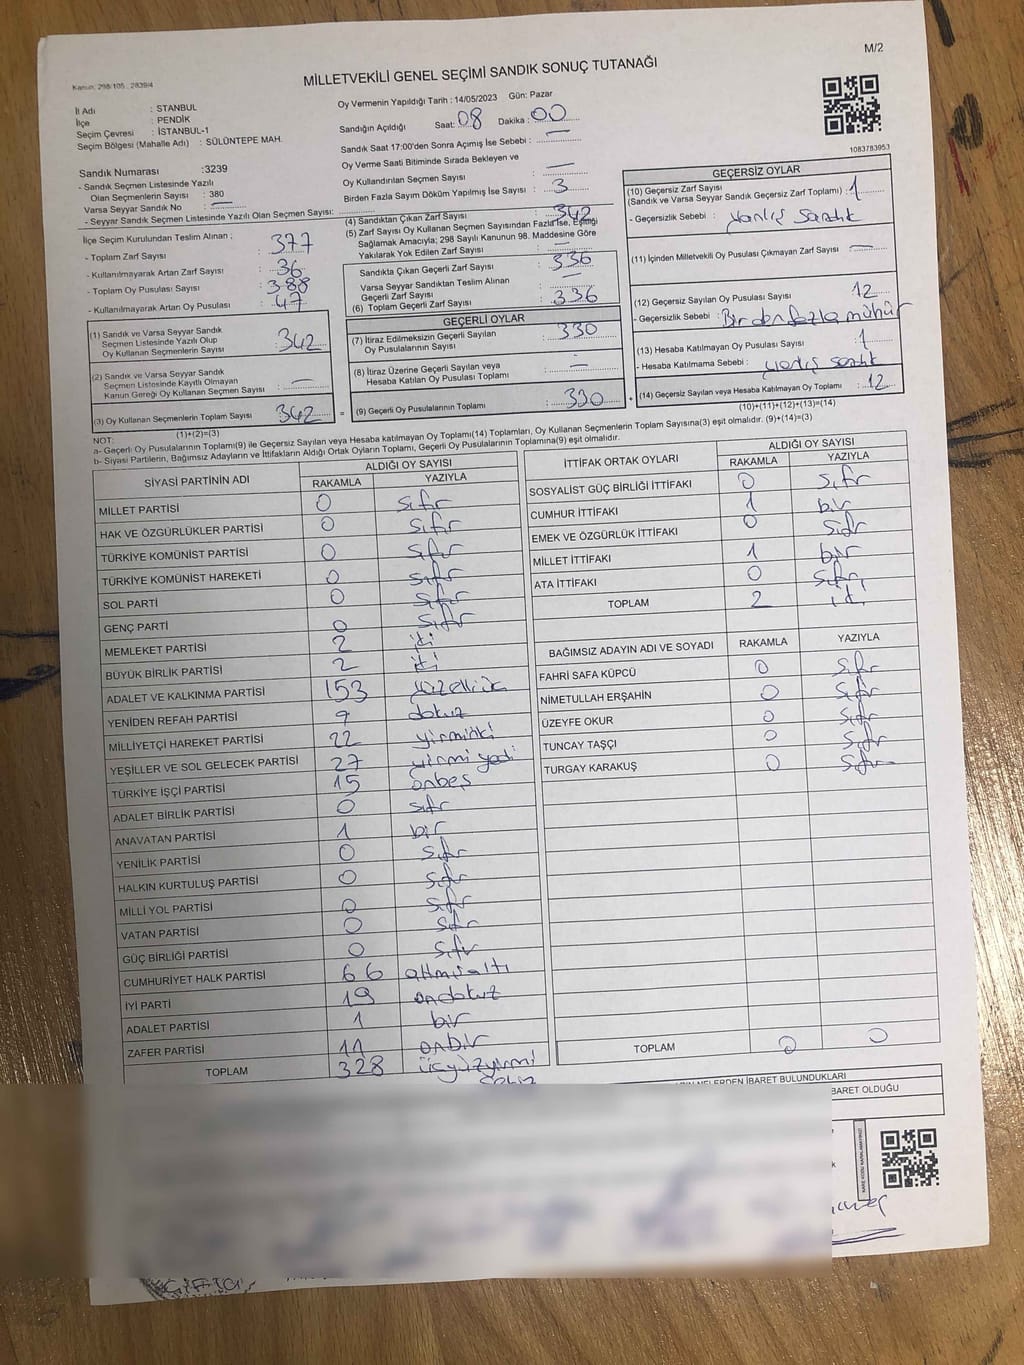 M/2
Kanun: 298/105 , 2839/4
MİLLETVEKİLİ GENEL SEÇİMİ SANDIK SONUÇ TUTANAĞI
İl Adı : STANBUL
İlçe : PENDİK
Seçim Çevresi : İSTANBUL-1
Seçim Bölgesi (Mahalle Adı) : SÜLÜNTEPE MAH.
Oy Vermenin Yapıldığı Tarih : 14/05/2023 Gün: Pazar
Sandığın Açıldığı Saat: 08 Dakika : 00
Sandık Saat 17:00'den Sonra Açımış İse Sebebi : —
Oy Verme Saati Bitiminde Sırada Bekleyen ve
Oy Kullandırılan Seçmen Sayısı : —
Birden Fazla Sayım Döküm Yapılmış İse Sayısı : 3
1083783953
Sandık Numarası :3239
- Sandık Seçmen Listesinde Yazılı
Olan Seçmenlerin Sayısı : 380
Varsa Seyyar Sandık No : —
- Seyyar Sandık Seçmen Listesinde Yazılı Olan Seçmen Sayısı:
İlçe Seçim Kurulundan Teslim Alınan ;
- Toplam Zarf Sayısı : 377
- Kullanılmayarak Artan Zarf Sayısı : 36
- Toplam Oy Pusulası Sayısı : 388
- Kullanılmayarak Artan Oy Pusulası : 47
(1) Sandık ve Varsa Seyyar Sandık
Seçmen Listesinde Yazılı Olup
Oy Kullanan Seçmenlerin Sayısı : 342
(2) Sandık ve Varsa Seyyar Sandık
Seçmen Listesinde Kayıtlı Olmayan
Kanun Gereği Oy Kullanan Seçmen Sayısı : —
(3) Oy Kullanan Seçmenlerin Toplam Sayısı : 342
(1)+(2)=(3)
(4) Sandıktan Çıkan Zarf Sayısı : 342
(5) Zarf Sayısı Oy Kullanan Seçmen Sayısından Fazla İse, Eşitliği
Sağlamak Amacıyla; 298 Sayılı Kanunun 98. Maddesine Göre
Yakılarak Yok Edilen Zarf Sayısı : —
Sandıkta Çıkan Geçerli Zarf Sayısı : 336
Varsa Seyyar Sandıktan Teslim Alınan
Geçerli Zarf Sayısı : —
(6) Toplam Geçerli Zarf Sayısı : 336
GEÇERLİ OYLAR
(7) İtiraz Edilmeksizin Geçerli Sayılan
Oy Pusulalarının Sayısı : 330
(8) İtiraz Üzerine Geçerli Sayılan veya
Hesaba Katılan Oy Pusulası Toplamı : —
= (9) Geçerli Oy Pusulalarının Toplamı : 330 +
GEÇERSİZ OYLAR
(10) Geçersiz Zarf Sayısı
(Sandık ve Varsa Seyyar Sandık Geçersiz Zarf Toplamı) : 1
- Geçersizlik Sebebi : yanlış sandık
(11) İçinden Milletvekili Oy Pusulası Çıkmayan Zarf Sayısı : —
(12) Geçersiz Sayılan Oy Pusulası Sayısı : 12
- Geçersizlik Sebebi : Birden fazla mühür
(13) Hesaba Katılmayan Oy Pusulası Sayısı : 1
- Hesaba Katılmama Sebebi : yanlış sandık
(14) Geçersiz Sayılan veya Hesaba Katılmayan Oy Toplamı : 12
(10)+(11)+(12)+(13)=(14)
NOT:
a- Geçerli Oy Pusulalarının Toplamı(9) ile Geçersiz Sayılan veya Hesaba katılmayan Oy Toplamı(14) Toplamları, Oy Kullanan Seçmenlerin Toplam Sayısına(3) eşit olmalıdır. (9)+(14)=(3)
b- Siyasi Partilerin, Bağımsız Adayların ve İttifakların Aldığı Ortak Oyların Toplamı, Geçerli Oy Pusulalarının Toplamına(9) eşit olmalıdır.
SİYASİ PARTİNİN ADI ALDIĞI OY SAYISI
RAKAMLA YAZIYLA
MİLLET PARTİSİ 0 sıfır
HAK VE ÖZGÜRLÜKLER PARTİSİ 0 sıfır
TÜRKİYE KOMÜNİST PARTİSİ 0 sıfır
TÜRKİYE KOMÜNİST HAREKETİ 0 sıfır
SOL PARTİ 0 sıfır
GENÇ PARTİ 0 sıfır
MEMLEKET PARTİSİ 2 iki
BÜYÜK BİRLİK PARTİSİ 2 iki
ADALET VE KALKINMA PARTİSİ 153
YENİDEN REFAH PARTİSİ 9 dokuz
MİLLİYETÇİ HAREKET PARTİSİ 22 yirmiiki
YEŞİLLER VE SOL GELECEK PARTİSİ 27 yirmi yedi
TÜRKİYE İŞÇİ PARTİSİ 15 onbeş
ADALET BİRLİK PARTİSİ 0 sıfır
ANAVATAN PARTİSİ 1 bir
YENİLİK PARTİSİ 0 sıfır
HALKIN KURTULUŞ PARTİSİ 0 sıfır
MİLLİ YOL PARTİSİ 0 sıfır
VATAN PARTİSİ 0 sıfır
GÜÇ BİRLİĞİ PARTİSİ 0 sıfır
CUMHURİYET HALK PARTİSİ 66 altmışaltı
İYİ PARTİ 19 ondokuz
ADALET PARTİSİ 1 bir
ZAFER PARTİSİ 11 onbir
TOPLAM 328 üçyüzyirmi
sekiz
İTTİFAK ORTAK OYLARI ALDIĞI OY SAYISI
RAKAMLA YAZIYLA
SOSYALİST GÜÇ BİRLİĞİ İTTİFAKI 0 sıfır
CUMHUR İTTİFAKI 1 bir
EMEK VE ÖZGÜRLÜK İTTİFAKI 0 sıfır
MİLLET İTTİFAKI 1 bir
ATA İTTİFAKI 0 sıfır
TOPLAM 2 iki
BAĞIMSIZ ADAYIN ADI VE SOYADI RAKAMLA YAZIYLA
FAHRİ SAFA KÜPCÜ 0 sıfır
NİMETULLAH ERŞAHİN 0 sıfır
ÜZEYFE OKUR 0 sıfır
TUNCAY TAŞÇI 0 sıfır
TURGAY KARAKUŞ 0 sıfır
TOPLAM 0 0
NELERDEN İBARET BULUNDUKLARI
BARET OLDUĞU